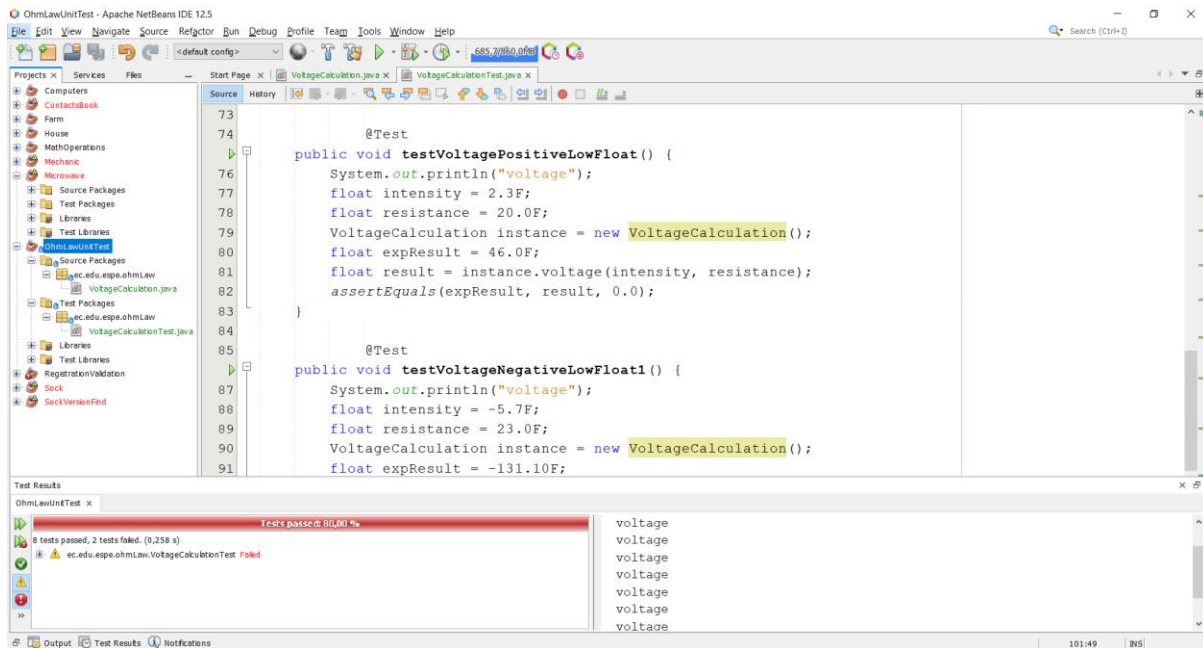 OhmLawUnitTest - Apache NetBeans IDE 12.5
File Edit View Navigate Source Refactor Run Debug Profile Team Tools Window Help
Search (Ctrl+I)
<default config>
685,7/860,0MB
Projects Services Files
Start Page VoltageCalculation.java VoltageCalculationTest.java
Source History
Computers
ContactsBook
Farm
House
MathOperations
Mechanic
Microwave
Source Packages
Test Packages
Libraries
Test Libraries
OhmLawUnitTest
Source Packages
ec.edu.espe.ohmLaw
VoltageCalculation.java
Test Packages
ec.edu.espe.ohmLaw
VoltageCalculationTest.java
Libraries
Test Libraries
RegistrationValidation
Sock
SockVersionFind
73
74 @Test
public void testVoltagePositiveLowFloat() {
76 System.out.println("voltage");
77 float intensity = 2.3F;
78 float resistance = 20.0F;
79 VoltageCalculation instance = new VoltageCalculation();
80 float expResult = 46.0F;
81 float result = instance.voltage(intensity, resistance);
82 assertEquals(expResult, result, 0.0);
83 }
84
85 @Test
public void testVoltageNegativeLowFloat1() {
87 System.out.println("voltage");
88 float intensity = -5.7F;
89 float resistance = 23.0F;
90 VoltageCalculation instance = new VoltageCalculation();
91 float expResult = -131.10F;
Test Results
OhmLawUnitTest
Tests passed: 80,00 %
8 tests passed, 2 tests failed. (0,258 s)
ec.edu.espe.ohmLaw.VoltageCalculationTest Failed
voltage
voltage
voltage
voltage
voltage
voltage
voltage
Output Test Results Notifications
101:49 INS